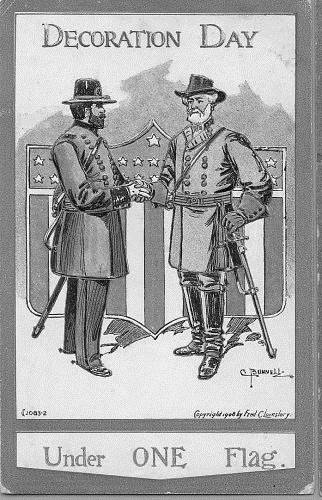 DECORATION DAY
C. BUNNELL.
C1083-2
Copyright 1908 by Fred C. Lounsbury.
Under ONE Flag.